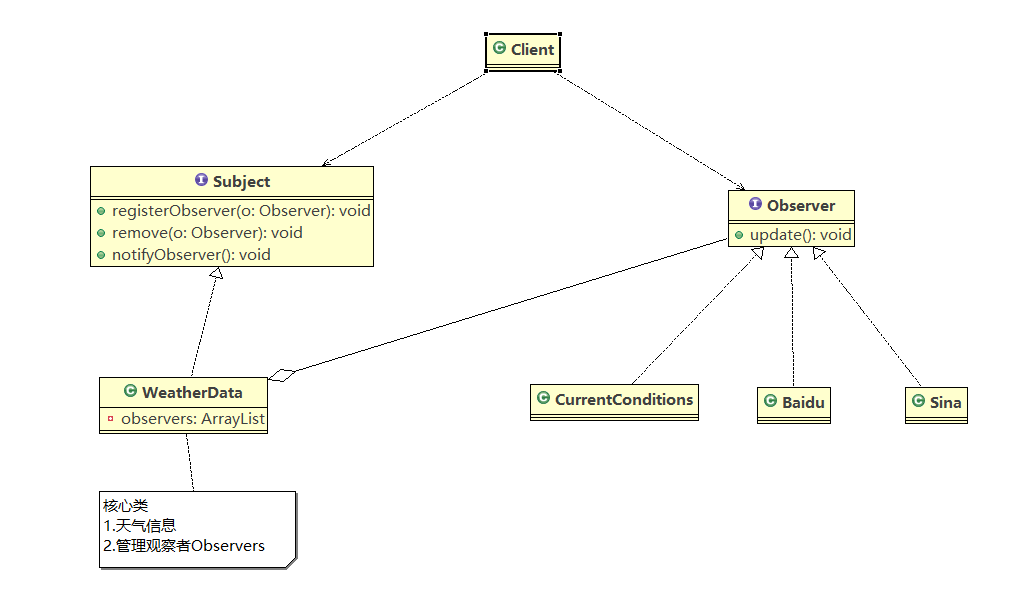 Client
Subject
registerObserver(o: Observer): void
remove(o: Observer): void
notifyObserver(): void
Observer
update(): void
WeatherData
observers: ArrayList
CurrentConditions
Baidu
Sina
核心类
1.天气信息
2.管理观察者Observers